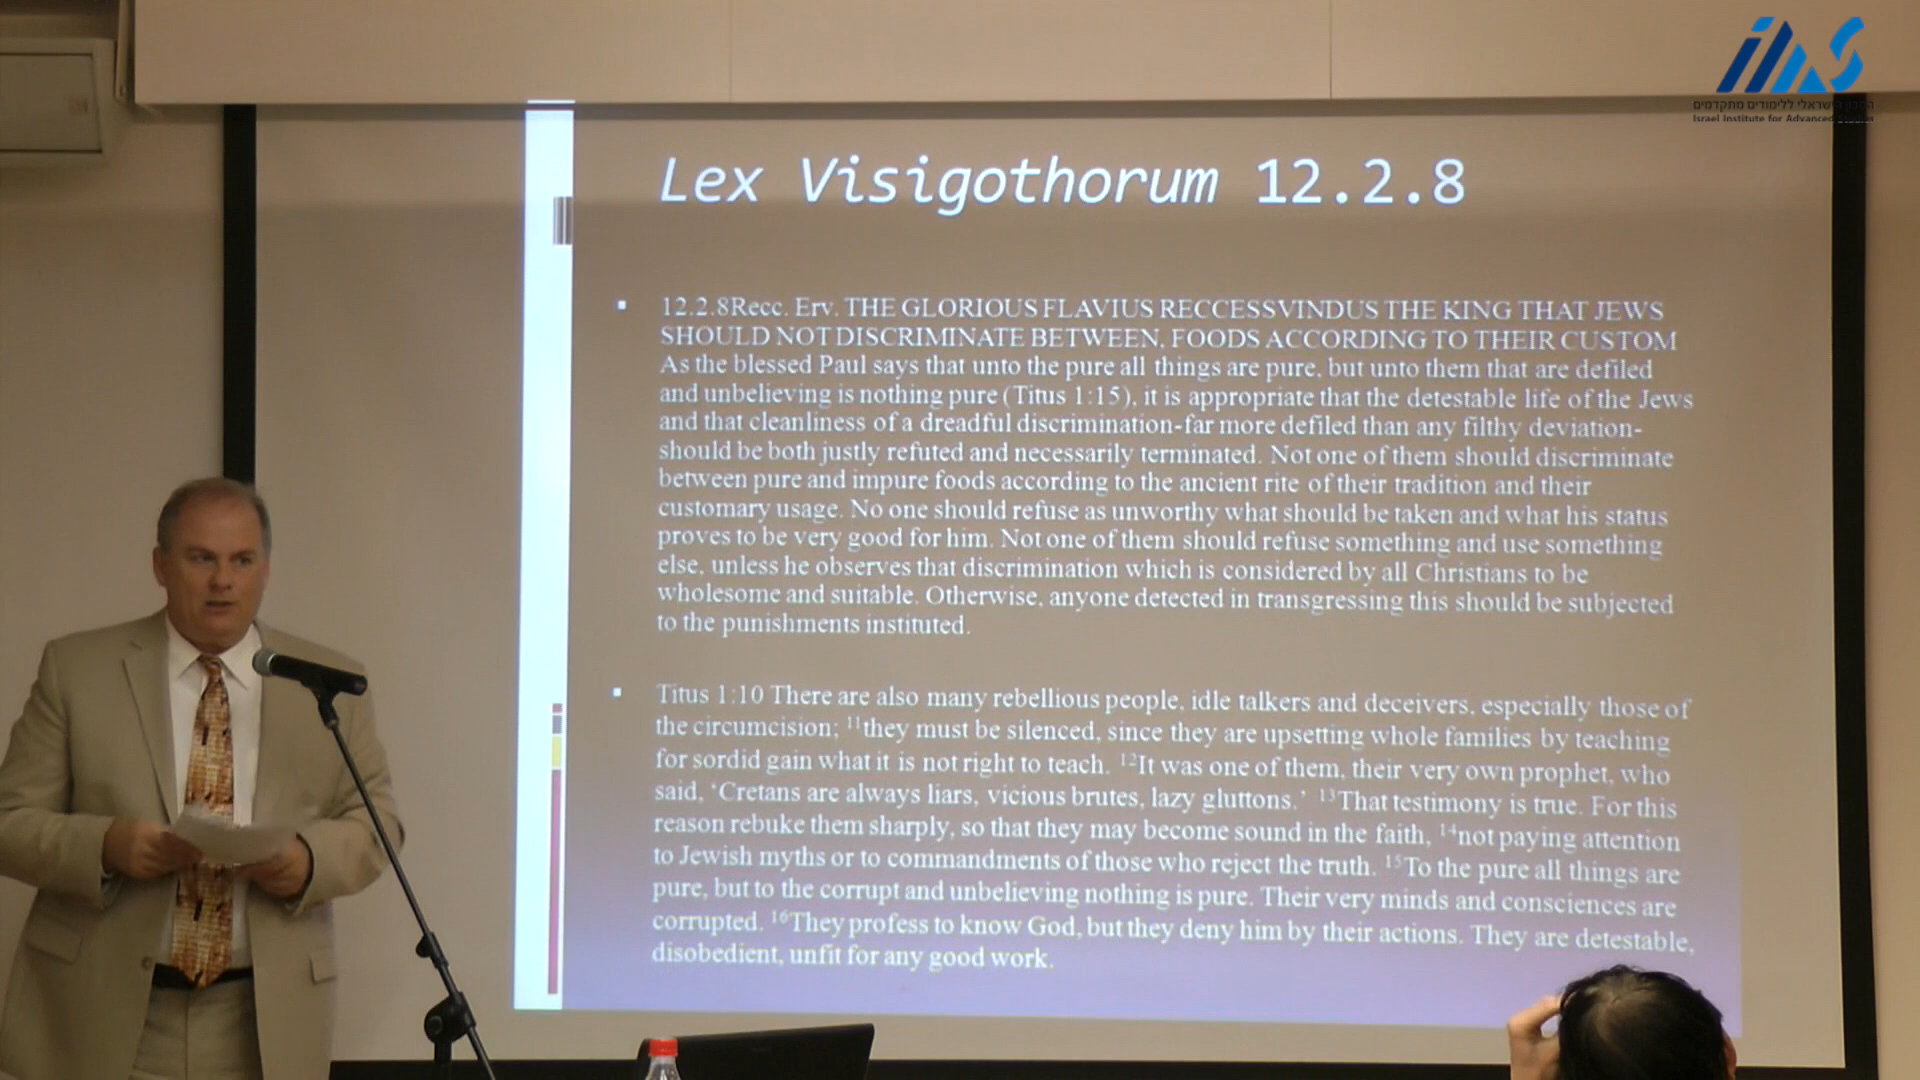 המכון הישראלי ללימודים מתקדמים
Israel Institute for Advanced Studies
Lex Visigothorum 12.2.8
▪ 12.2.8Recc. Erv. THE GLORIOUS FLAVIUS RECCESSVINDUS THE KING THAT JEWS
SHOULD NOT DISCRIMINATE BETWEEN, FOODS ACCORDING TO THEIR CUSTOM
As the blessed Paul says that unto the pure all things are pure, but unto them that are defiled
and unbelieving is nothing pure (Titus 1:15), it is appropriate that the detestable life of the Jews
and that cleanliness of a dreadful discrimination-far more defiled than any filthy deviation-
should be both justly refuted and necessarily terminated. Not one of them should discriminate
between pure and impure foods according to the ancient rite of their tradition and their
customary usage. No one should refuse as unworthy what should be taken and what his status
proves to be very good for him. Not one of them should refuse something and use something
else, unless he observes that discrimination which is considered by all Christians to be
wholesome and suitable. Otherwise, anyone detected in transgressing this should be subjected
to the punishments instituted.
▪ Titus 1:10 There are also many rebellious people, idle talkers and deceivers, especially those of
the circumcision; 11they must be silenced, since they are upsetting whole families by teaching
for sordid gain what it is not right to teach. 12It was one of them, their very own prophet, who
said, ‘Cretans are always liars, vicious brutes, lazy gluttons.’ 13That testimony is true. For this
reason rebuke them sharply, so that they may become sound in the faith, 14not paying attention
to Jewish myths or to commandments of those who reject the truth. 15To the pure all things are
pure, but to the corrupt and unbelieving nothing is pure. Their very minds and consciences are
corrupted. 16They profess to know God, but they deny him by their actions. They are detestable,
disobedient, unfit for any good work.